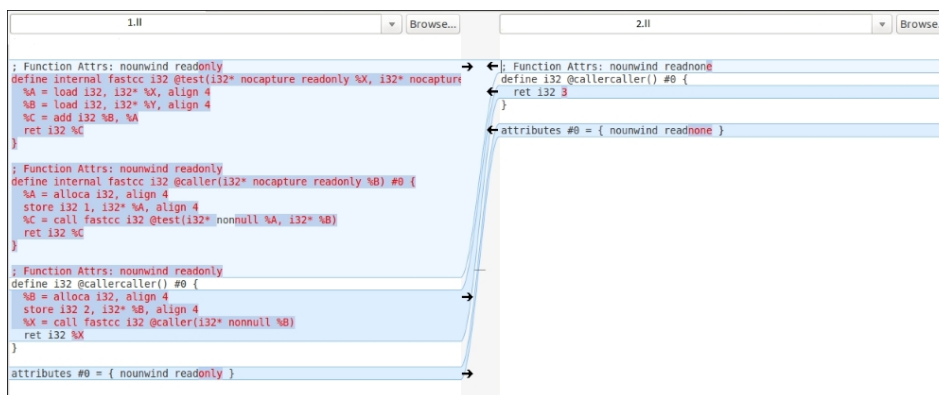 1.ll
Browse...
; Function Attrs: nounwind readonly
define internal fastcc i32 @test(i32* nocapture readonly %X, i32* nocapture
  %A = load i32, i32* %X, align 4
  %B = load i32, i32* %Y, align 4
  %C = add i32 %B, %A
  ret i32 %C
}
; Function Attrs: nounwind readonly
define internal fastcc i32 @caller(i32* nocapture readonly %B) #0 {
  %A = alloca i32, align 4
  store i32 1, i32* %A, align 4
  %C = call fastcc i32 @test(i32* nonnull %A, i32* %B)
  ret i32 %C
}
; Function Attrs: nounwind readonly
define i32 @callercaller() #0 {
  %B = alloca i32, align 4
  store i32 2, i32* %B, align 4
  %X = call fastcc i32 @caller(i32* nonnull %B)
  ret i32 %X
}
attributes #0 = { nounwind readonly }
2.ll
Browse.
; Function Attrs: nounwind readnone
define i32 @callercaller() #0 {
  ret i32 3
}
attributes #0 = { nounwind readnone }